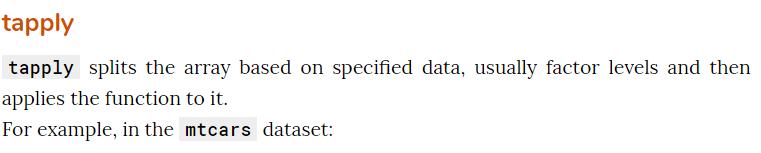 tapply
tapply splits the array based on specified data, usually factor levels and then
applies the function to it.
For example, in the mtcars dataset: